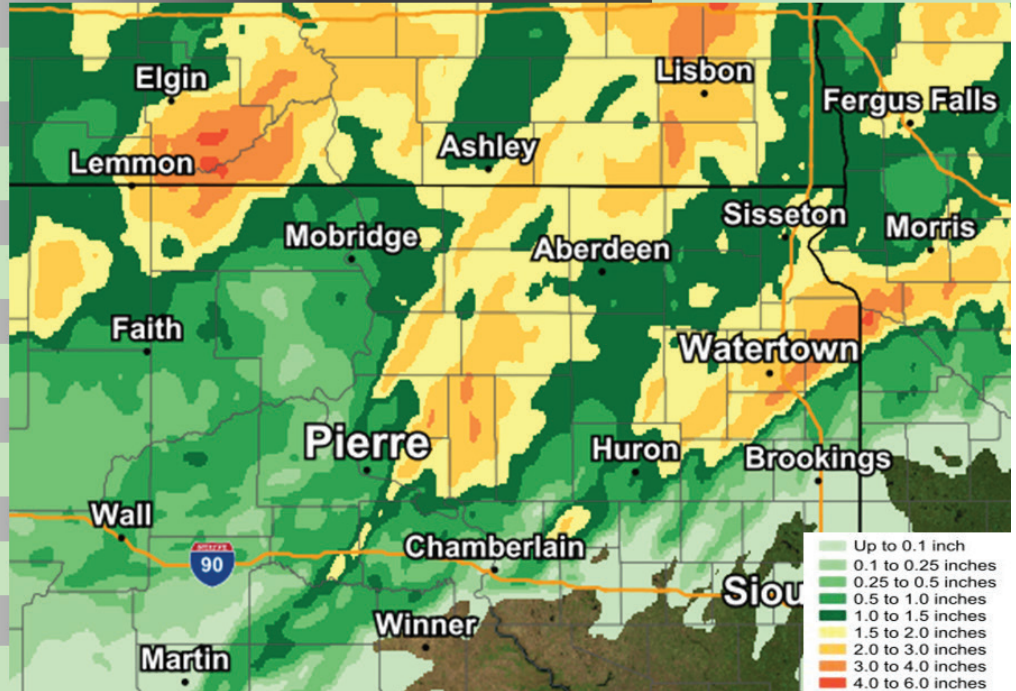 Elgin
Lisbon
Fergus Falls
Lemmon
Ashley
Sisseton
Morris
Mobridge
Aberdeen
Faith
Watertown
Pierre
Huron
Brookings
Wall
INTERSTATE
90
Chamberlain
Siou
Winner
Martin
Up to 0.1 inch
0.1 to 0.25 inches
0.25 to 0.5 inches
0.5 to 1.0 inches
1.0 to 1.5 inches
1.5 to 2.0 inches
2.0 to 3.0 inches
3.0 to 4.0 inches
4.0 to 6.0 inches